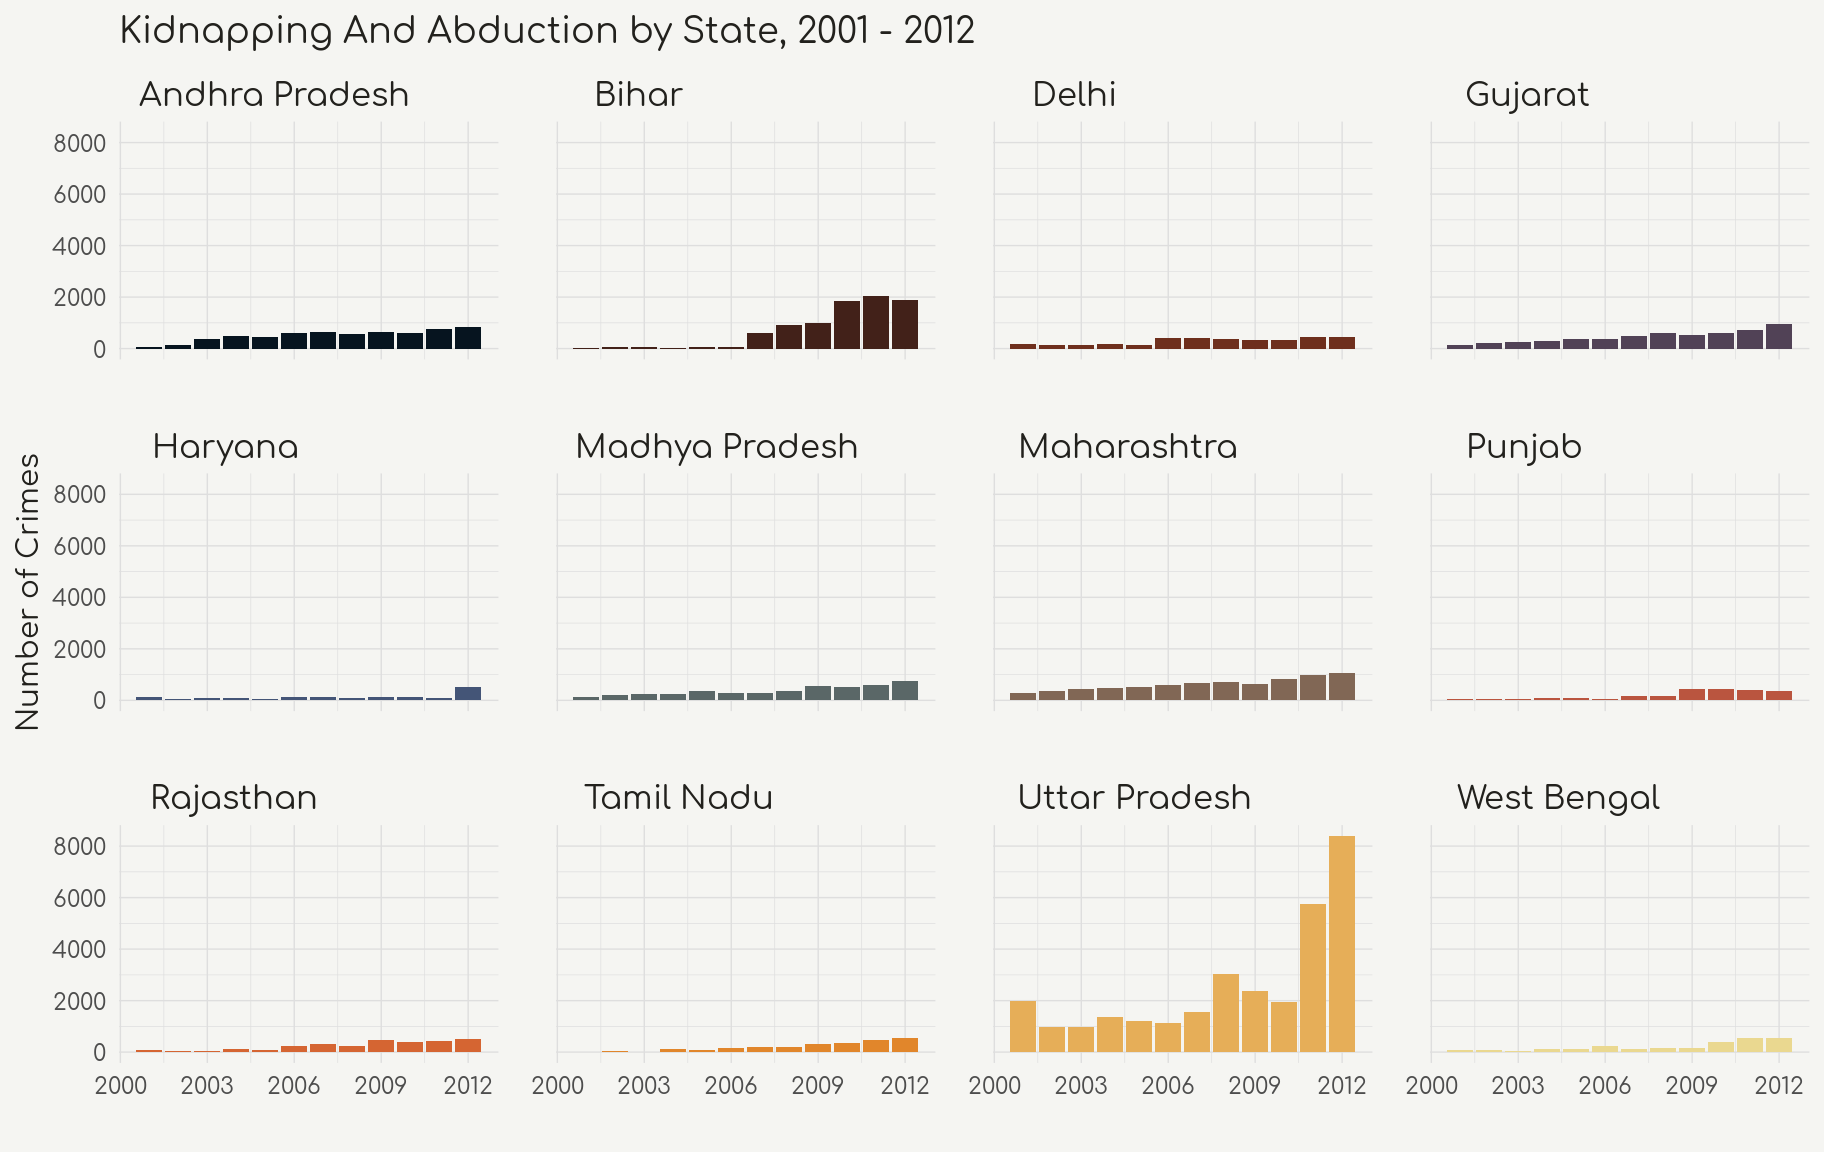 Kidnapping And Abduction by State, 2001 - 2012
Andhra Pradesh
Bihar
Delhi
Gujarat
8000
6000
4000
2000
0
Number of Crimes
Haryana
Madhya Pradesh
Maharashtra
Punjab
8000
6000
4000
2000
0
Rajasthan
Tamil Nadu
Uttar Pradesh
West Bengal
8000
6000
4000
2000
0
2000 2003 2006 2009 2012
2000 2003 2006 2009 2012
2000 2003 2006 2009 2012
2000 2003 2006 2009 2012